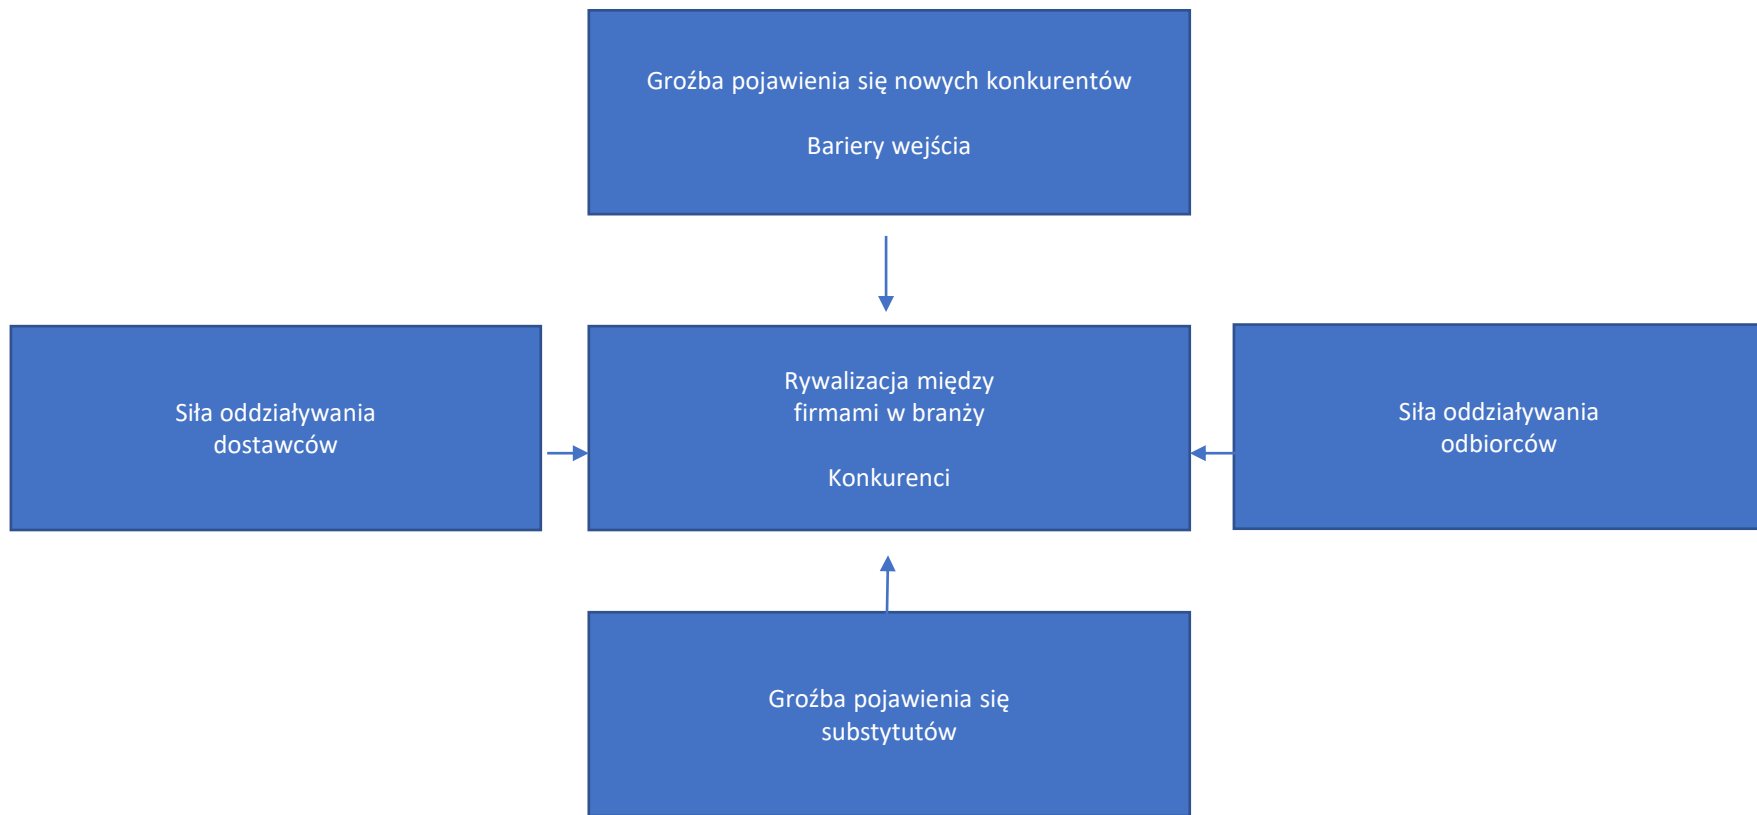 Groźba pojawienia się nowych konkurentów
Bariery wejścia
Siła oddziaływania
dostawców
Rywalizacja między
firmami w branży
Konkurenci
Siła oddziaływania
odbiorców
Groźba pojawienia się
substytutów